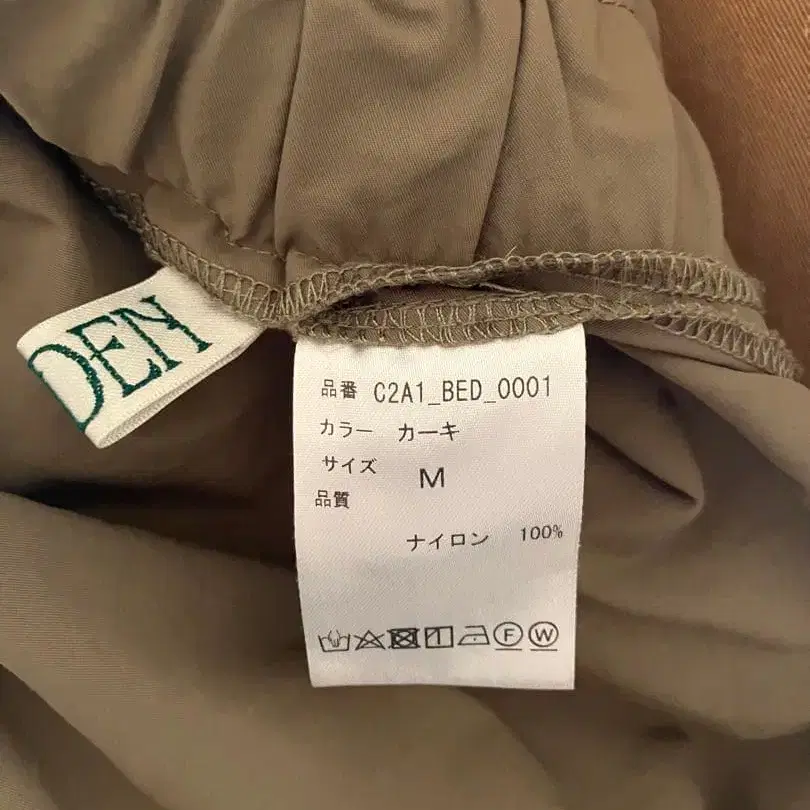 DEN
品番 C2A1_BED_0001
カラー カーキ
サイズ M
品質
ナイロン 100%
F W